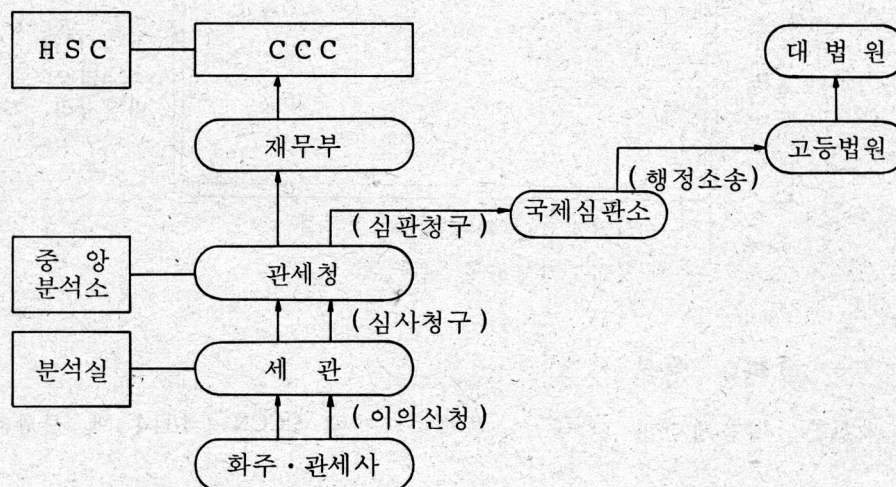 HSC
CCC
대법원
재무부
고등법원
(행정소송)
국제심판소
(심판청구)
중앙
분석소
관세청
(심사청구)
분석실
세관
(이의신청)
화주·관세사